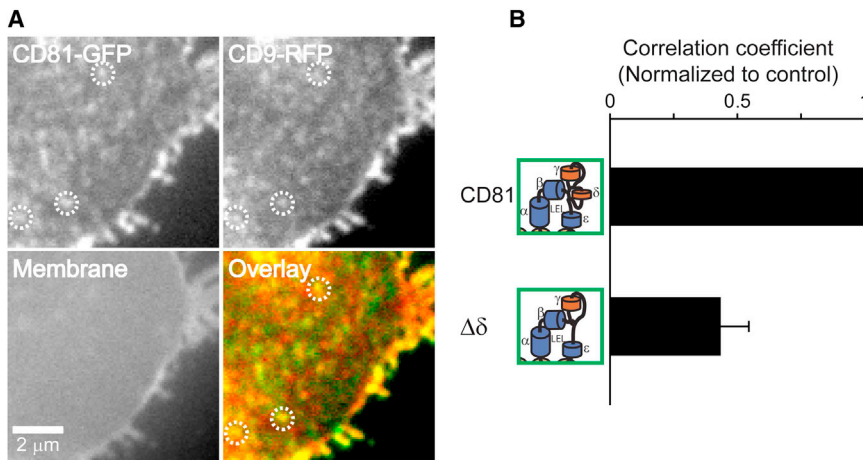 A
CD81-GFP
CD9-RFP
Membrane
Overlay
2 μm
B
Correlation coefficient
(Normalized to control)
0
0.5
1
CD81
α
β
γ
δ
ε
LEL
Δδ
α
β
γ
ε
LEL